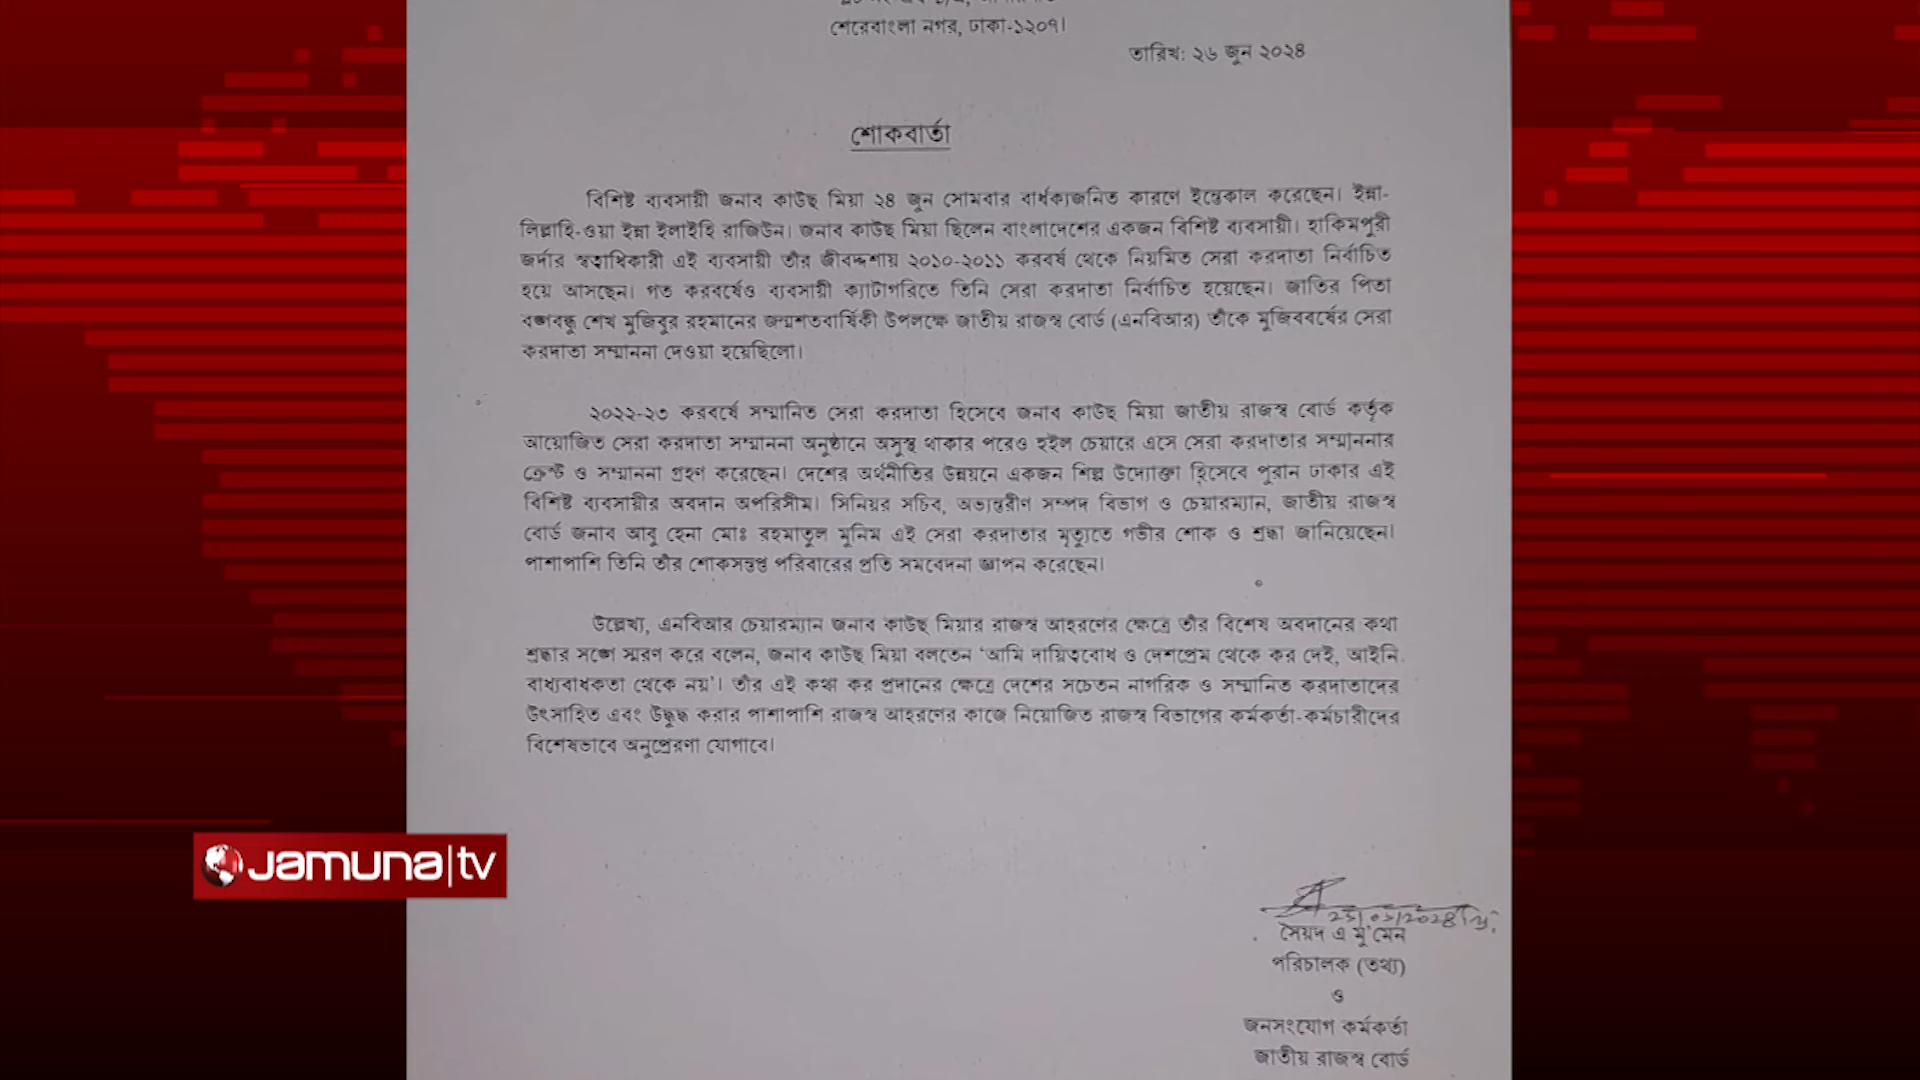 শেরেবাংলা নগর, ঢাকা-১২০৭।
তারিখ: ২৬ জুন ২০২৪
শোকবার্তা
বিশিষ্ট ব্যবসায়ী জনাব কাউছ মিয়া ২৪ জুন সোমবার বার্ধক্যজনিত কারণে ইন্তেকাল করেছেন। ইন্না-
লিল্লাহি-ওয়া ইন্না ইলাইহি রাজিউন। জনাব কাউছ মিয়া ছিলেন বাংলাদেশের একজন বিশিষ্ট ব্যবসায়ী। হাকিমপুরী
জর্দার স্বত্বাধিকারী এই ব্যবসায়ী তাঁর জীবদ্দশায় ২০১০-২০১১ করবর্ষ থেকে নিয়মিত সেরা করদাতা নির্বাচিত
হয়ে আসছেন। গত করবর্ষেও ব্যবসায়ী ক্যাটাগরিতে তিনি সেরা করদাতা নির্বাচিত হয়েছেন। জাতির পিতা
বঙ্গবন্ধু শেখ মুজিবুর রহমানের জন্মশতবার্ষিকী উপলক্ষে জাতীয় রাজস্ব বোর্ড (এনবিআর) তাঁকে মুজিববর্ষের সেরা
করদাতা সম্মাননা দেওয়া হয়েছিলো।
২০২২-২৩ করবর্ষে সম্মানিত সেরা করদাতা হিসেবে জনাব কাউছ মিয়া জাতীয় রাজস্ব বোর্ড কর্তৃক
আয়োজিত সেরা করদাতা সম্মাননা অনুষ্ঠানে অসুস্থ থাকার পরেও হইল চেয়ারে এসে সেরা করদাতার সম্মাননার
ক্রেস্ট ও সম্মাননা গ্রহণ করেছেন। দেশের অর্থনীতির উন্নয়নে একজন শিল্প উদ্যোক্তা হিসেবে পুরান ঢাকার এই
বিশিষ্ট ব্যবসায়ীর অবদান অপরিসীম। সিনিয়র সচিব, অভ্যন্তরীণ সম্পদ বিভাগ ও চেয়ারম্যান, জাতীয় রাজস্ব
বোর্ড জনাব আবু হেনা মোঃ রহমাতুল মুনিম এই সেরা করদাতার মৃত্যুতে গভীর শোক ও শ্রদ্ধা জানিয়েছেন।
পাশাপাশি তিনি তাঁর শোকসন্তপ্ত পরিবারের প্রতি সমবেদনা জ্ঞাপন করেছেন।
উল্লেখ্য, এনবিআর চেয়ারম্যান জনাব কাউছ মিয়ার রাজস্ব আহরণের ক্ষেত্রে তাঁর বিশেষ অবদানের কথা
শ্রদ্ধার সঙ্গে স্মরণ করে বলেন, জনাব কাউছ মিয়া বলতেন ‘আমি দায়িত্ববোধ ও দেশপ্রেম থেকে কর দেই, আইনি
বাধ্যবাধকতা থেকে নয়’। তাঁর এই কথা কর প্রদানের ক্ষেত্রে দেশের সচেতন নাগরিক ও সম্মানিত করদাতাদের
উৎসাহিত এবং উদ্বুদ্ধ করার পাশাপাশি রাজস্ব আহরণের কাজে নিয়োজিত রাজস্ব বিভাগের কর্মকর্তা-কর্মচারীদের
বিশেষভাবে অনুপ্রেরণা যোগাবে।
JAMUNA|tv
সৈয়দ এ মু'মেন
পরিচালক (তথ্য)
ও
জনসংযোগ কর্মকর্তা
জাতীয় রাজস্ব বোর্ড